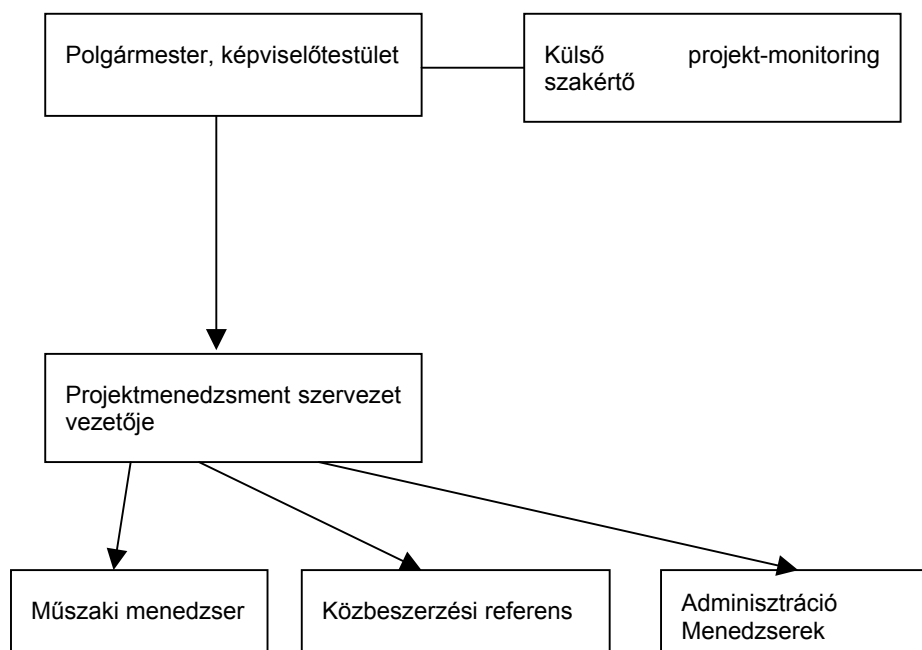 Polgármester, képviselőtestület
Külső projekt-monitoring
szakértő
Projektmenedzsment szervezet
vezetője
Műszaki menedzser
Közbeszerzési referens
Adminisztráció
Menedzserek